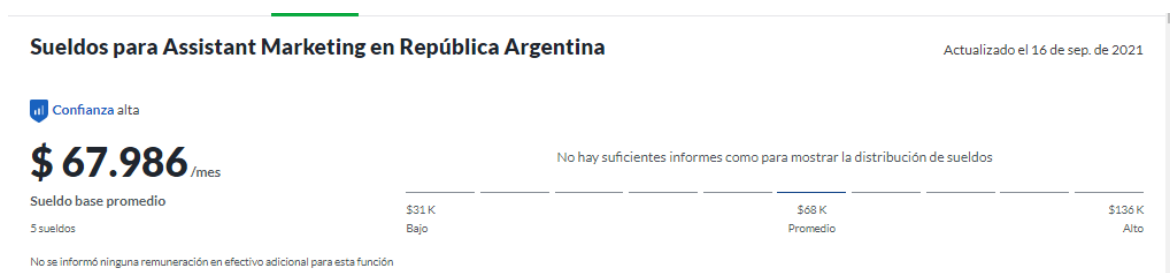 Sueldos para Assistant Marketing en República Argentina
Actualizado el 16 de sep. de 2021
Confianza alta
$ 67.986 /mes
Sueldo base promedio
5 sueldos
No hay suficientes informes como para mostrar la distribución de sueldos
$31 K
Bajo
$68 K
Promedio
$136 K
Alto
No se informó ninguna remuneración en efectivo adicional para esta función